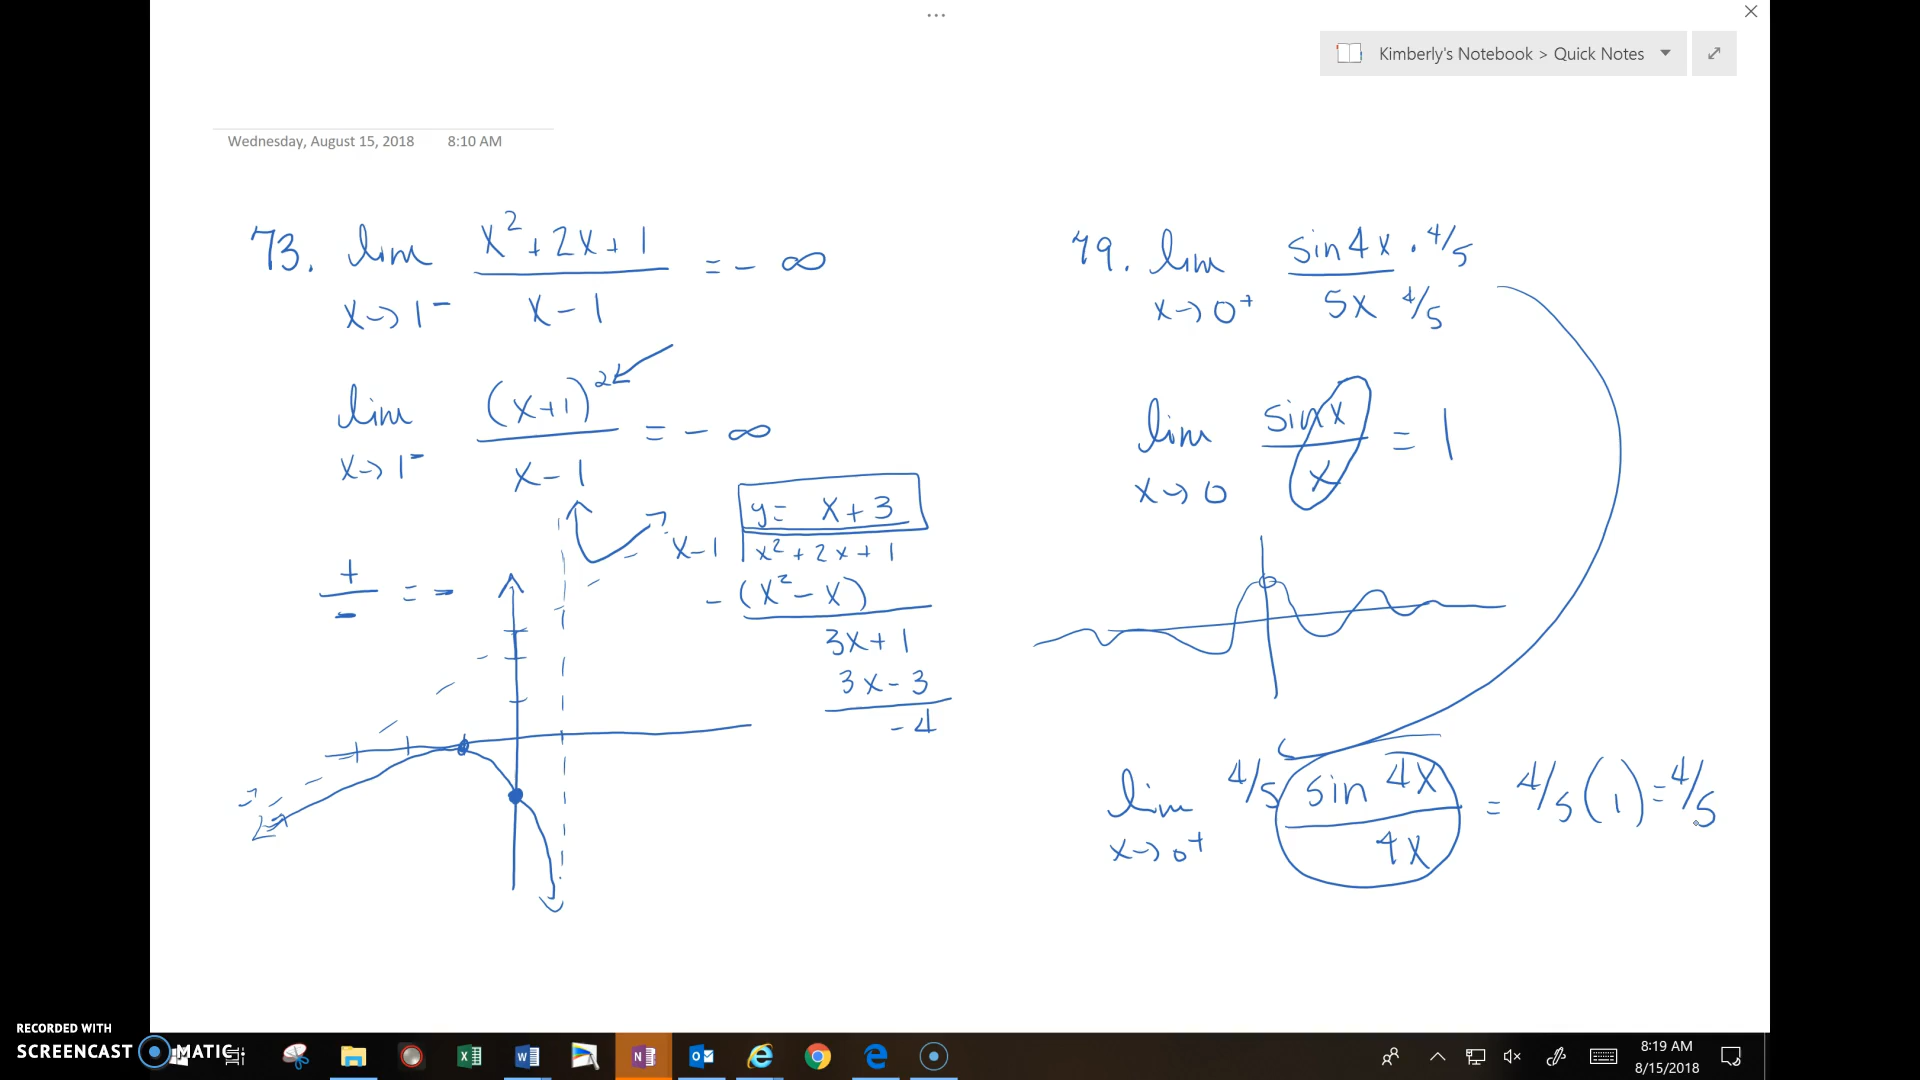 Kimberly's Notebook > Quick Notes
Wednesday, August 15, 2018 8:10 AM
73. lim x→1⁻ (x²+2x+1)/(x-1) = -∞
lim x→1⁻ (x+1)²/(x-1) = -∞
y= x+3
x-1 x²+2x+1
-(x²-x)
3x+1
3x-3
-4
+/- = -
79. lim x→0⁺ (sin4x · 4/5)/(5x 4/5)
lim x→0 sinx/x = 1
lim x→0⁺ 4/5 sin 4x/4x = 4/5(1)=4/5
RECORDED WITH
SCREENCAST MATIC
8:19 AM
8/15/2018